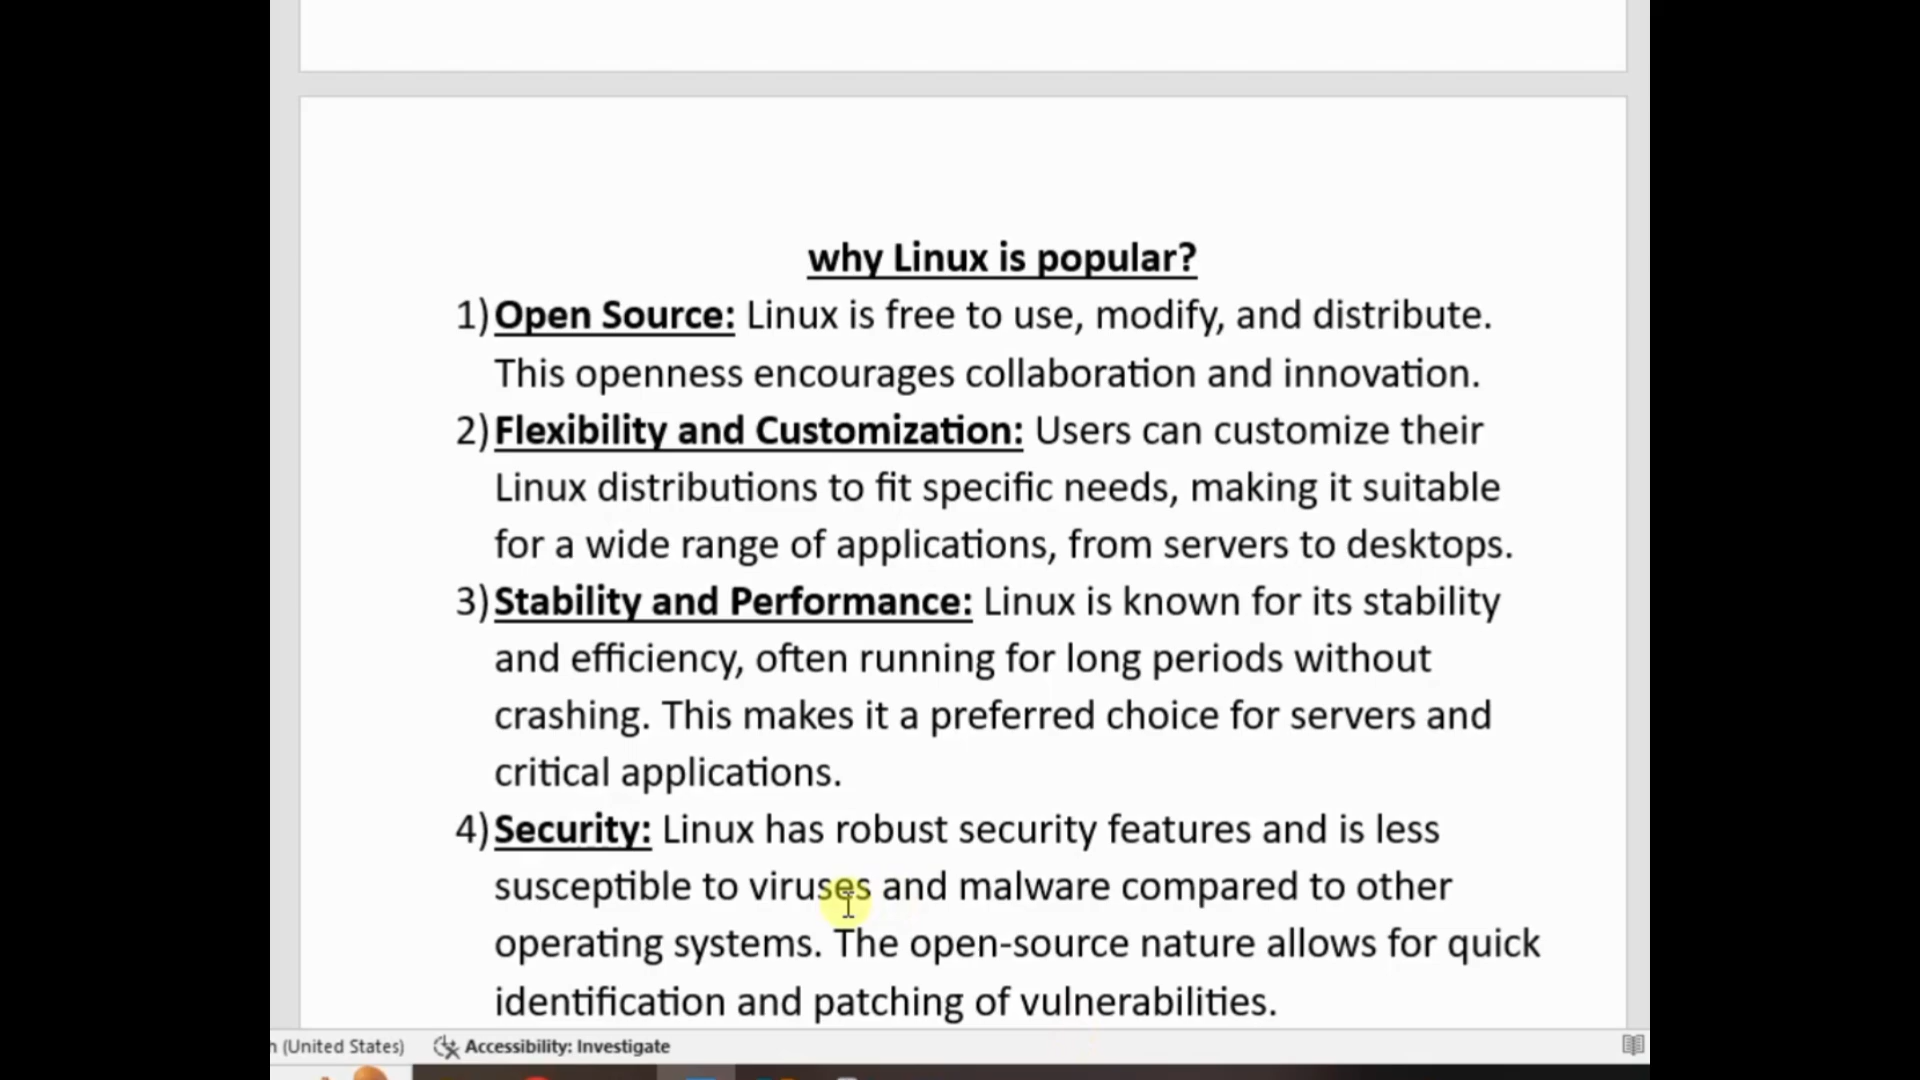 why Linux is popular?
1) Open Source: Linux is free to use, modify, and distribute.
This openness encourages collaboration and innovation.
2) Flexibility and Customization: Users can customize their
Linux distributions to fit specific needs, making it suitable
for a wide range of applications, from servers to desktops.
3) Stability and Performance: Linux is known for its stability
and efficiency, often running for long periods without
crashing. This makes it a preferred choice for servers and
critical applications.
4) Security: Linux has robust security features and is less
susceptible to viruses and malware compared to other
operating systems. The open-source nature allows for quick
identification and patching of vulnerabilities.
(United States) Accessibility: Investigate